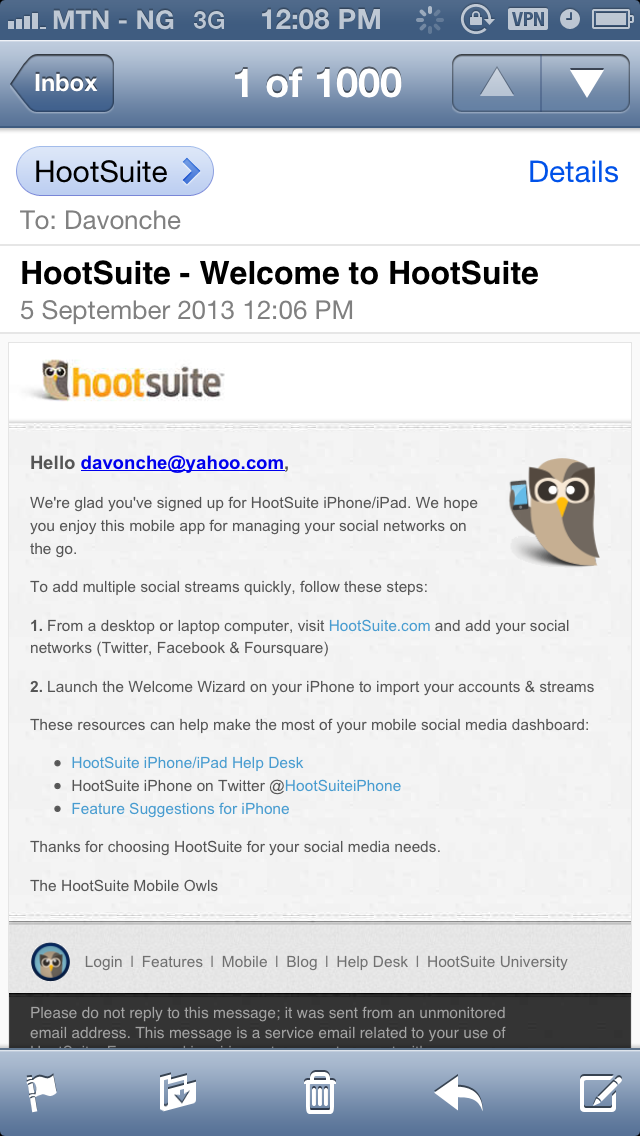 MTN - NG 3G 12:08 PM VPN
Inbox 1 of 1000
HootSuite Details
To: Davonche
HootSuite - Welcome to HootSuite
5 September 2013 12:06 PM
hootsuite™
Hello davonche@yahoo.com,
We're glad you've signed up for HootSuite iPhone/iPad. We hope
you enjoy this mobile app for managing your social networks on
the go.
To add multiple social streams quickly, follow these steps:
1. From a desktop or laptop computer, visit HootSuite.com and add your social
networks (Twitter, Facebook & Foursquare)
2. Launch the Welcome Wizard on your iPhone to import your accounts & streams
These resources can help make the most of your mobile social media dashboard:
• HootSuite iPhone/iPad Help Desk
• HootSuite iPhone on Twitter @HootSuiteiPhone
• Feature Suggestions for iPhone
Thanks for choosing HootSuite for your social media needs.
The HootSuite Mobile Owls
Login | Features | Mobile | Blog | Help Desk | HootSuite University
Please do not reply to this message; it was sent from an unmonitored
email address. This message is a service email related to your use of